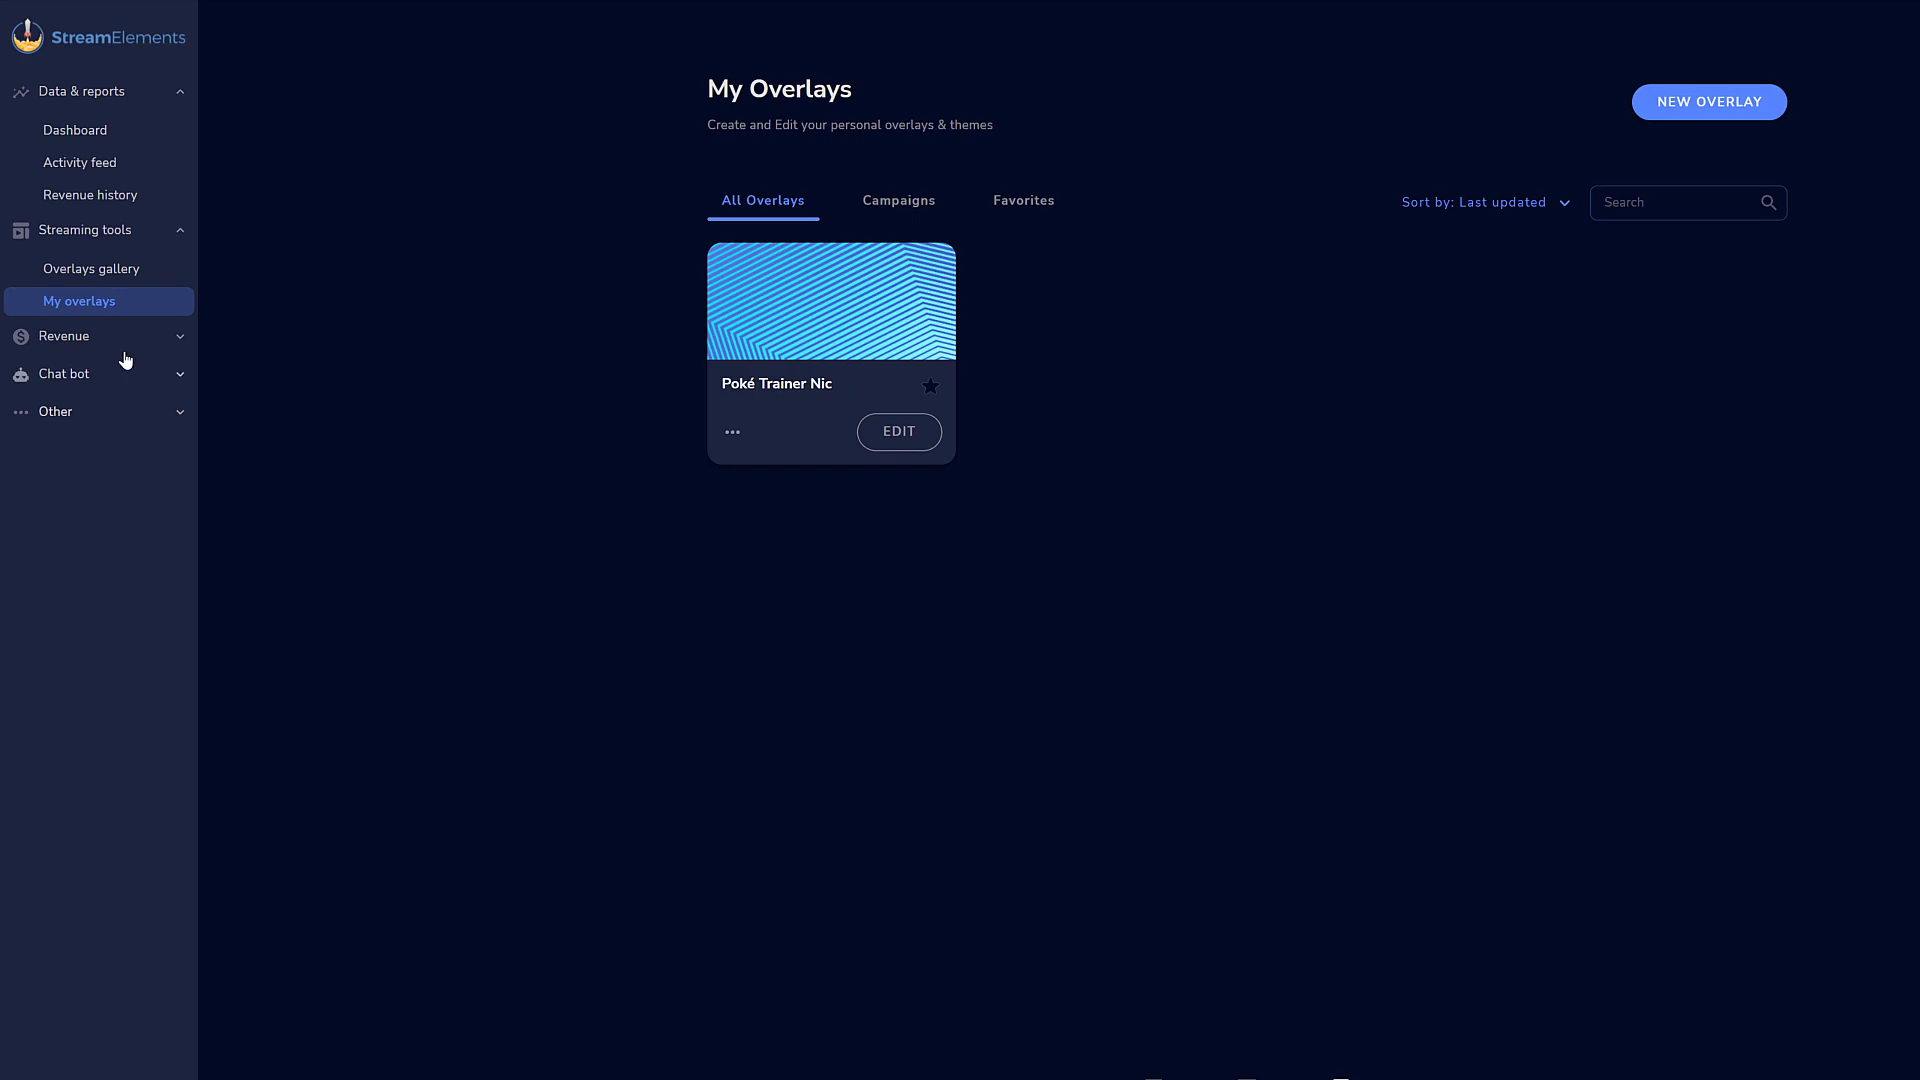 StreamElements
Data & reports
Dashboard
Activity feed
Revenue history
Streaming tools
Overlays gallery
My overlays
Revenue
Chat bot
Other
My Overlays
Create and Edit your personal overlays & themes
NEW OVERLAY
All Overlays Campaigns Favorites
Sort by: Last updated
Search
Poké Trainer Nic
EDIT